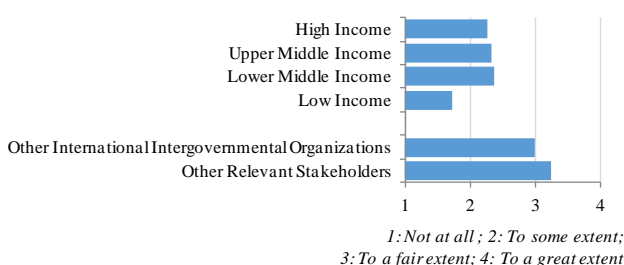 High Income
Upper Middle Income
Lower Middle Income
Low Income
Other International Intergovernmental Organizations
Other Relevant Stakeholders
1 2 3 4
1: Not at all ; 2: To some extent;
3: To a fair extent; 4: To a great extent